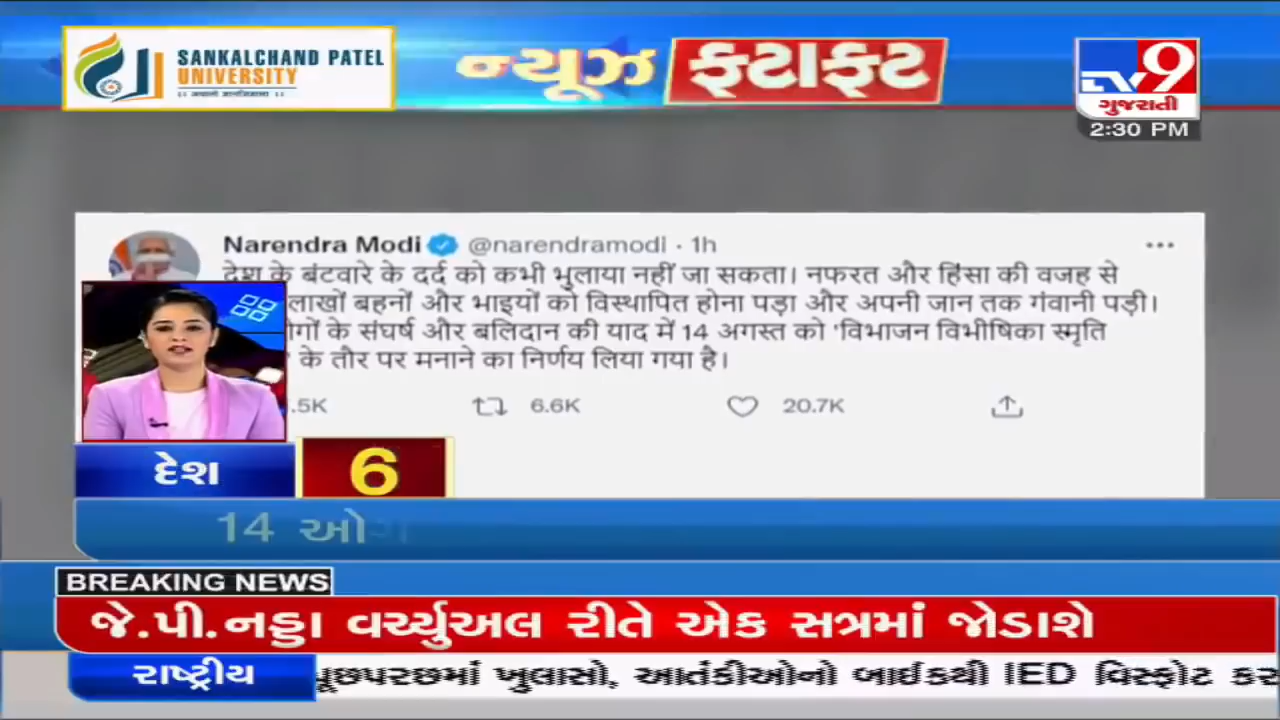 SANKALCHAND PATEL
UNIVERSITY
ન્યૂઝ ફટાફટ
TV9
ગુજરાતી
2:30 PM
Narendra Modi @narendramodi · 1h
देश के बंटवारे के दर्द को कभी भुलाया नहीं जा सकता। नफरत और हिंसा की वजह से
लाखों बहनों और भाइयों को विस्थापित होना पड़ा और अपनी जान तक गंवानी पड़ी।
के संघर्ष और बलिदान की याद में 14 अगस्त को 'विभाजन विभीषिका स्मृति
के तौर पर मनाने का निर्णय लिया गया है।
.5K 6.6K 20.7K
દેશ 6
14 ઓગ
BREAKING NEWS
જે.પી.નડ્ડા વર્ચ્યુઅલ રીતે એક સત્રમાં જોડાશે
રાષ્ટ્રીય પૂછપરછમાં ખુલાસો, આતંકીઓનો બાઈકથી IED વિસ્ફોટ કર